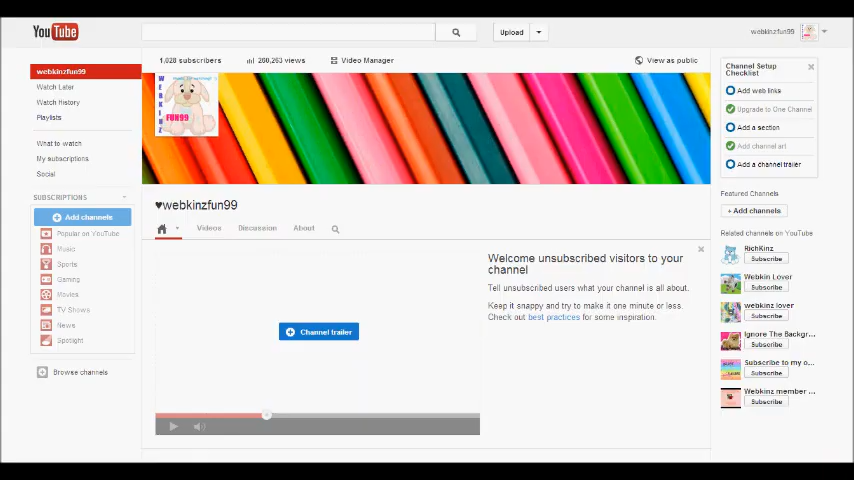 YouTube
Upload
webkinzfun99
webkinzfun99
Watch Later
Watch History
Playlists
What to watch
My subscriptions
Social
SUBSCRIPTIONS
Add channels
Popular on YouTube
Music
Sports
Gaming
Movies
TV Shows
News
Spotlight
Browse channels
1,028 subscribers
Video Manager
View as public
WEBKINZ
FUN99
♥webkinzfun99
Videos
Discussion
About
Channel trailer
Welcome unsubscribed visitors to your
channel
Tell unsubscribed users what your channel is all about.
Keep it snappy and try to make it one minute or less.
Check out best practices for some inspiration.
Channel Setup
Checklist
Add web links
Upgrade to One Channel
Add a section
Add channel art
Add a channel trailer
Featured Channels
+ Add channels
Related channels on YouTube
RichKinz
Subscribe
Webkin Lover
Subscribe
webkinz lover
Subscribe
Ignore The Backgr...
Subscribe
Subscribe to my o...
Subscribe
Webkinz member ...
Subscribe